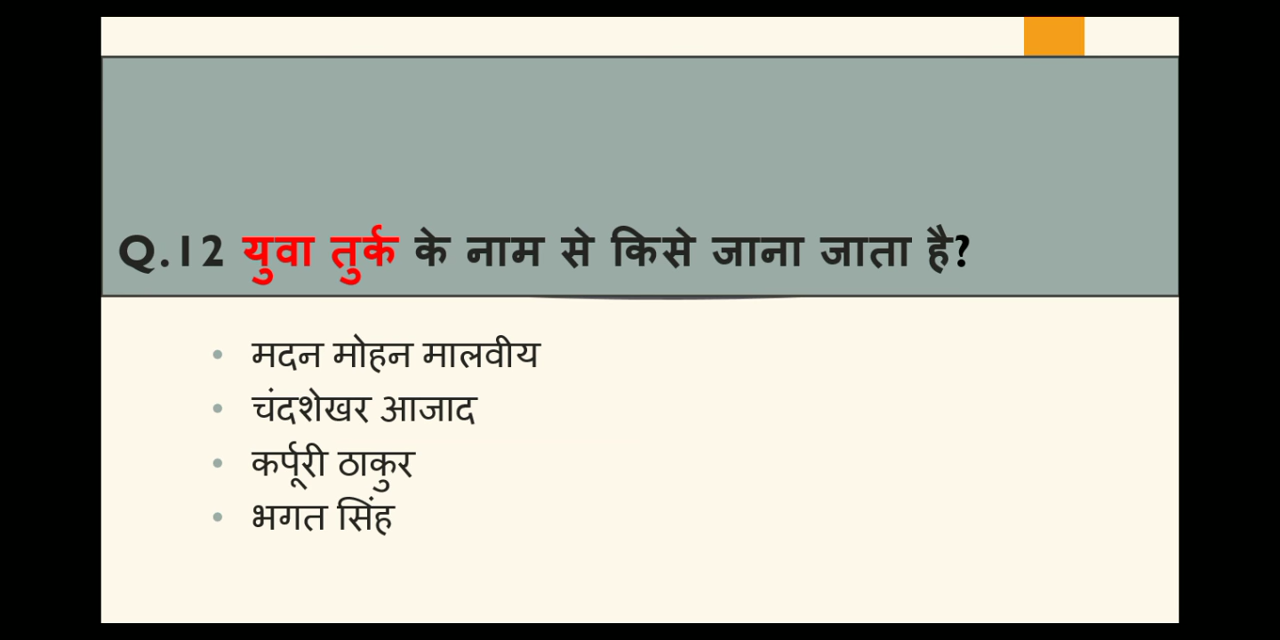 Q.12 युवा तुर्क के नाम से किसे जाना जाता है?
• मदन मोहन मालवीय
• चंदशेखर आजाद
• कर्पूरी ठाकुर
• भगत सिंह